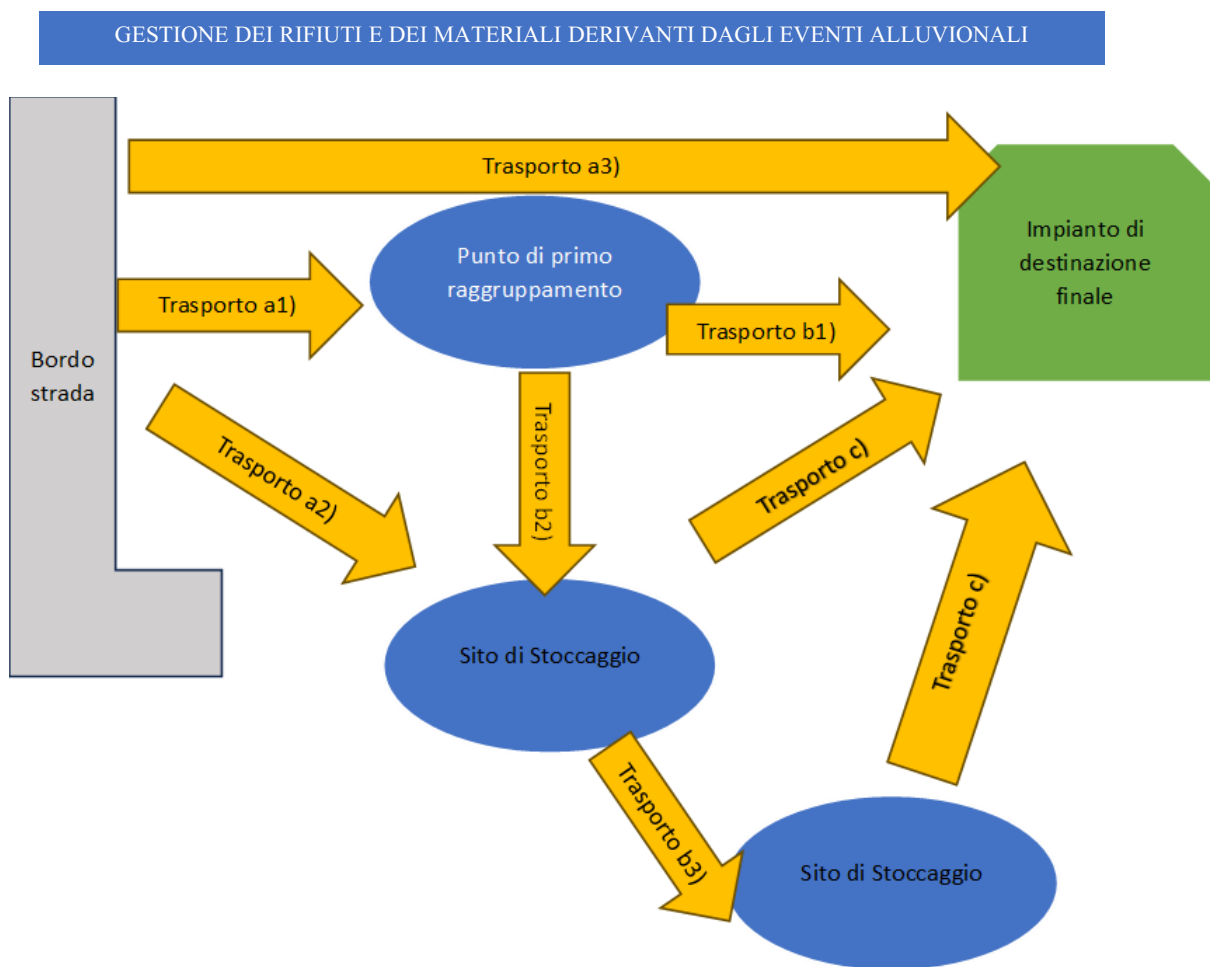 GESTIONE DEI RIFIUTI E DEI MATERIALI DERIVANTI DAGLI EVENTI ALLUVIONALI
Trasporto a3)
Punto di primo
raggruppamento
Impianto di
destinazione
finale
Trasporto a1)
Trasporto b1)
Bordo
strada
Trasporto a2)
Trasporto b2)
Trasporto c)
Trasporto c)
Sito di Stoccaggio
Trasporto b3)
Sito di Stoccaggio